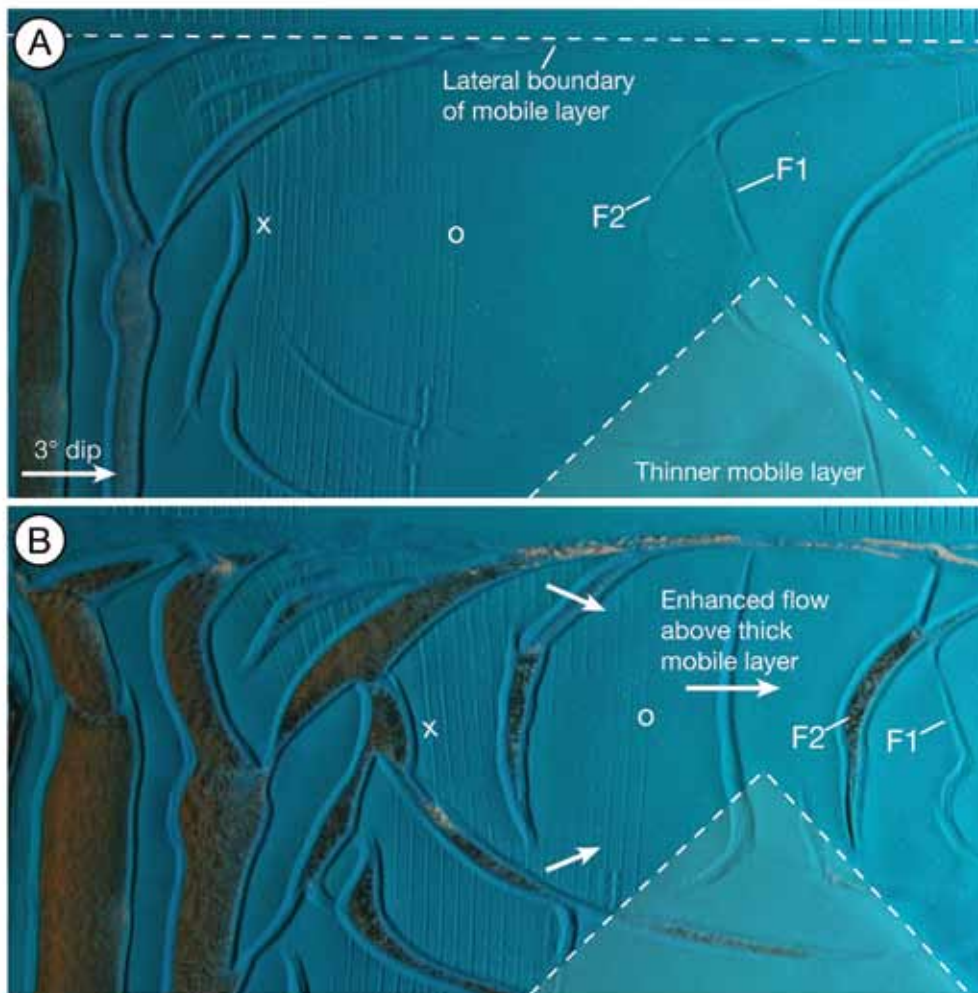 A
Lateral boundary
of mobile layer
F1
F2
x
o
3° dip
Thinner mobile layer
B
Enhanced flow
above thick
mobile layer
x
o
F2
F1